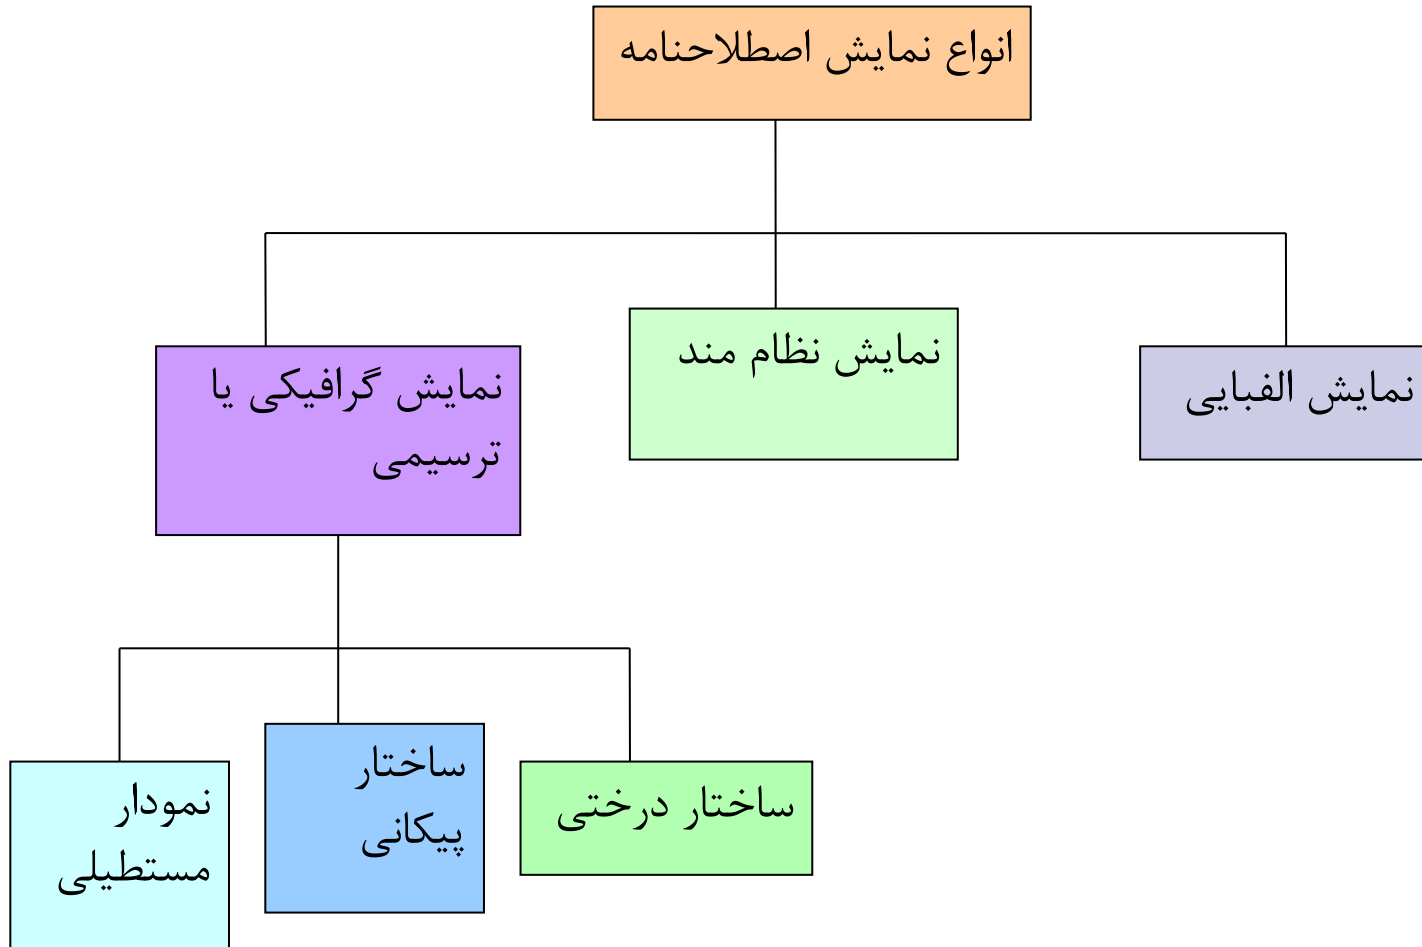 انواع نمایش اصطلاحنامه
نمایش الفبایی
نمایش نظام مند
نمایش گرافیکی یا
ترسیمی
ساختار درختی
ساختار
پیکانی
نمودار
مستطیلی